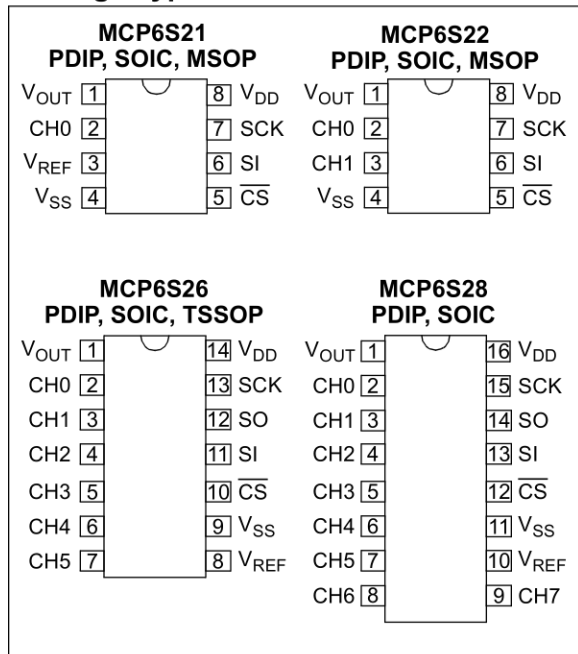 MCP6S21
PDIP, SOIC, MSOP
VOUT 1 8 VDD
CH0 2 7 SCK
VREF 3 6 SI
VSS 4 5 CS
MCP6S22
PDIP, SOIC, MSOP
VOUT 1 8 VDD
CH0 2 7 SCK
CH1 3 6 SI
VSS 4 5 CS
MCP6S26
PDIP, SOIC, TSSOP
VOUT 1 14 VDD
CH0 2 13 SCK
CH1 3 12 SO
CH2 4 11 SI
CH3 5 10 CS
CH4 6 9 VSS
CH5 7 8 VREF
MCP6S28
PDIP, SOIC
VOUT 1 16 VDD
CH0 2 15 SCK
CH1 3 14 SO
CH2 4 13 SI
CH3 5 12 CS
CH4 6 11 VSS
CH5 7 10 VREF
CH6 8 9 CH7